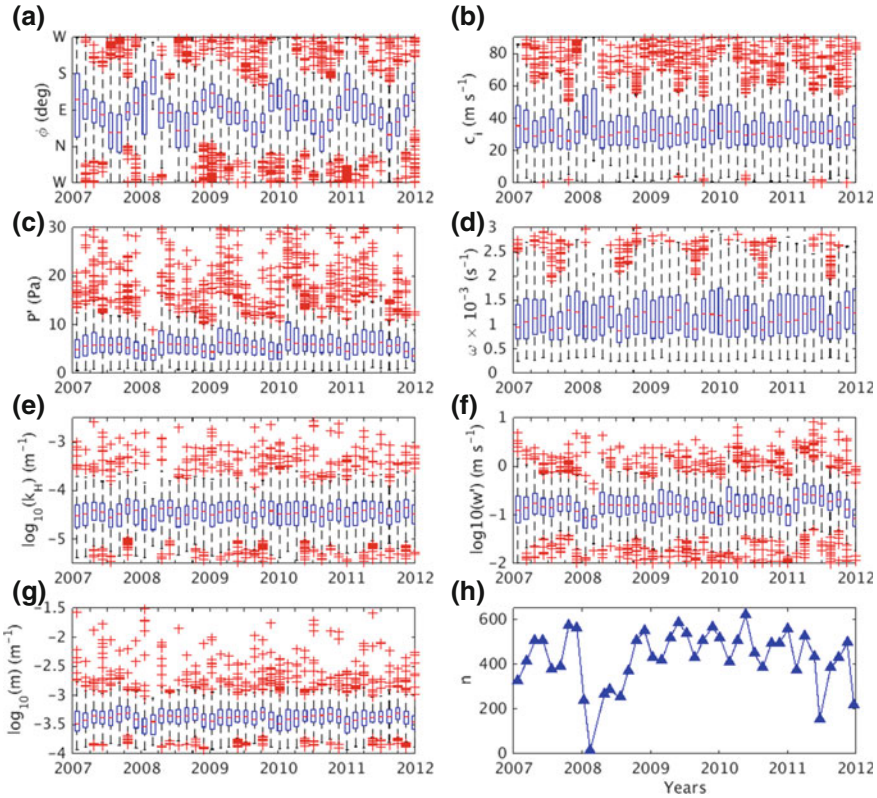 (a)
W
S
E
N
W
ϕ (deg)
2007 2008 2009 2010 2011 2012
(b)
80
60
40
20
0
c_i (m s⁻¹)
2007 2008 2009 2010 2011 2012
(c)
30
20
10
0
P' (Pa)
2007 2008 2009 2010 2011 2012
(d)
3
2.5
2
1.5
1
0.5
0
ω × 10⁻³ (s⁻¹)
2007 2008 2009 2010 2011 2012
(e)
-3
-4
-5
log₁₀(k_H) (m⁻¹)
2007 2008 2009 2010 2011 2012
(f)
1
0
-1
-2
log10(w') (m s⁻¹)
2007 2008 2009 2010 2011 2012
(g)
-1.5
-2
-2.5
-3
-3.5
-4
log₁₀(m) (m⁻¹)
2007 2008 2009 2010 2011 2012
(h)
600
400
200
0
n
2007 2008 2009 2010 2011 2012
Years